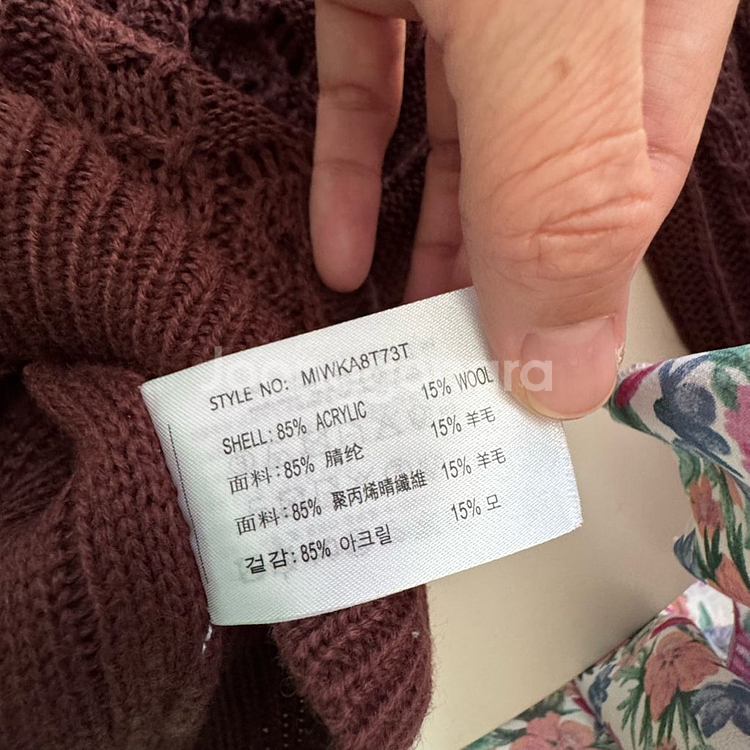 STYLE NO: MIWKA8T73T
SHELL: 85% ACRYLIC 15% WOOL
面料: 85% 腈纶 15% 羊毛
面料: 85% 聚丙烯晴纖維 15% 羊毛
겉감: 85% 아크릴 15% 모